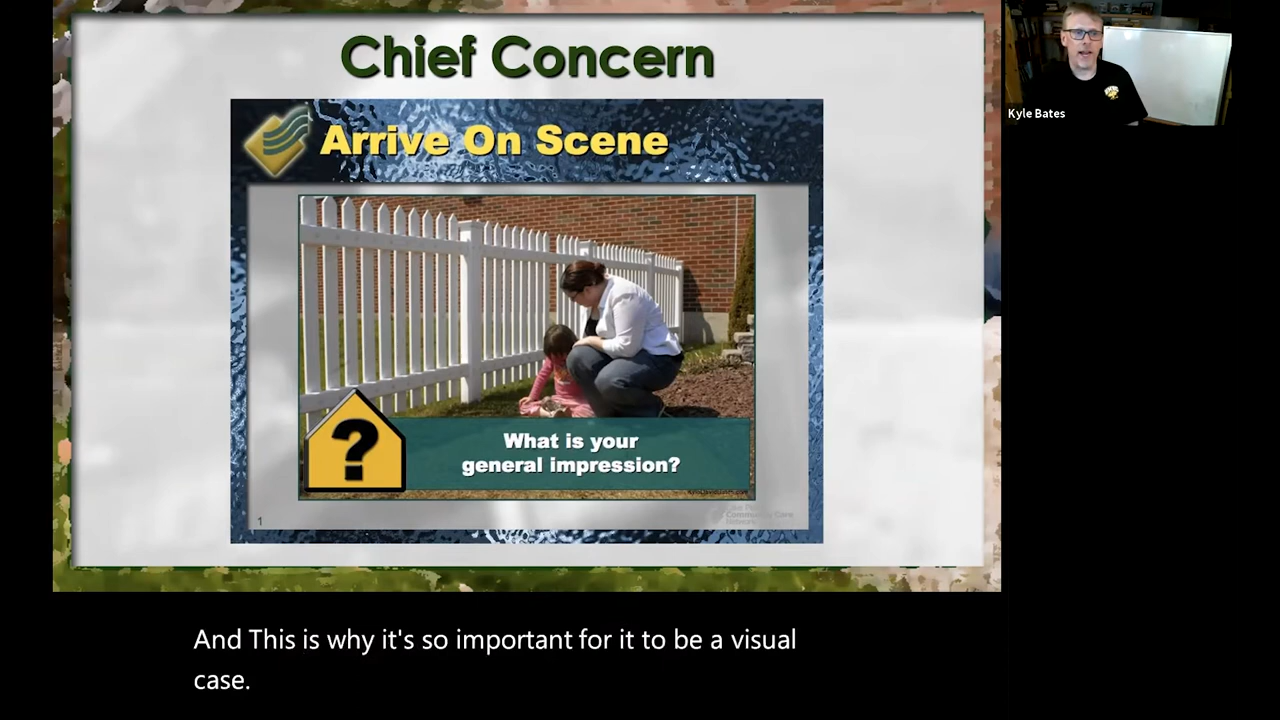 Chief Concern
Arrive On Scene
?
What is your
general impression?
1
Kyle Bates
And This is why it's so important for it to be a visual
case.